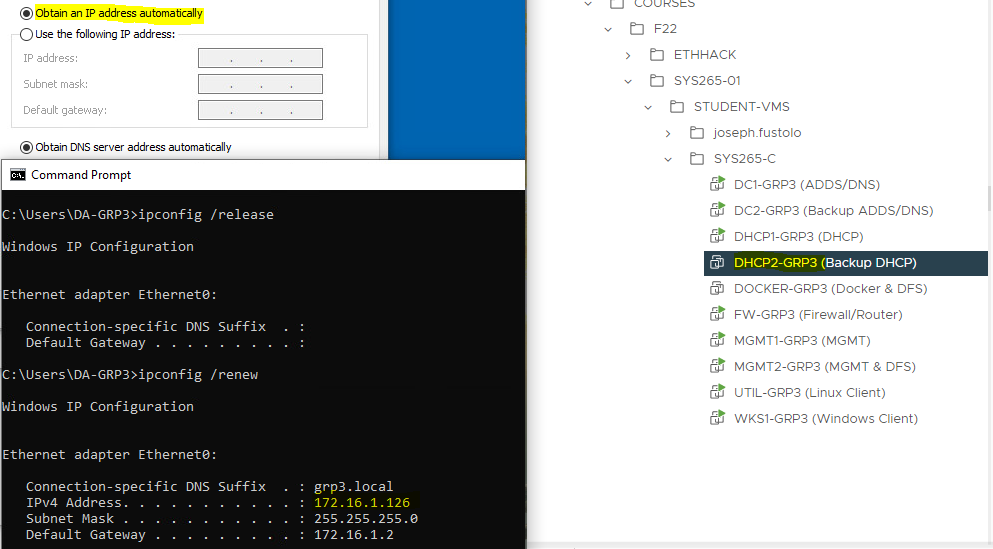 Obtain an IP address automatically
Use the following IP address:
IP address:
. . .
Subnet mask:
. . .
Default gateway:
. . .
Obtain DNS server address automatically
C:\. Command Prompt
C:\Users\DA-GRP3>ipconfig /release
Windows IP Configuration
Ethernet adapter Ethernet0:
Connection-specific DNS Suffix  . :
Default Gateway . . . . . . . . . :
C:\Users\DA-GRP3>ipconfig /renew
Windows IP Configuration
Ethernet adapter Ethernet0:
Connection-specific DNS Suffix  . : grp3.local
IPv4 Address. . . . . . . . . . . : 172.16.1.126
Subnet Mask . . . . . . . . . . . : 255.255.255.0
Default Gateway . . . . . . . . . : 172.16.1.2
COURSES
F22
ETHHACK
SYS265-01
STUDENT-VMS
joseph.fustolo
SYS265-C
DC1-GRP3 (ADDS/DNS)
DC2-GRP3 (Backup ADDS/DNS)
DHCP1-GRP3 (DHCP)
DHCP2-GRP3 (Backup DHCP)
DOCKER-GRP3 (Docker & DFS)
FW-GRP3 (Firewall/Router)
MGMT1-GRP3 (MGMT)
MGMT2-GRP3 (MGMT & DFS)
UTIL-GRP3 (Linux Client)
WKS1-GRP3 (Windows Client)